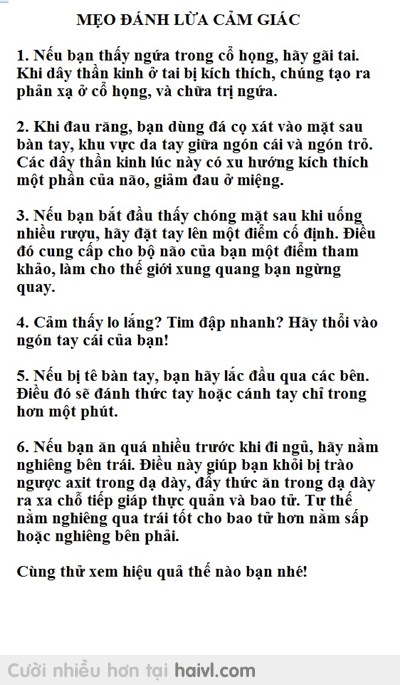 MẸO ĐÁNH LỪA CẢM GIÁC
1. Nếu bạn thấy ngứa trong cổ họng, hãy gãi tai.
Khi dây thần kinh ở tai bị kích thích, chúng tạo ra
phản xạ ở cổ họng, và chữa trị ngứa.
2. Khi đau răng, bạn dùng đá cọ xát vào mặt sau
bàn tay, khu vực da tay giữa ngón cái và ngón trỏ.
Các dây thần kinh lúc này có xu hướng kích thích
một phần của não, giảm đau ở miệng.
3. Nếu bạn bắt đầu thấy chóng mặt sau khi uống
nhiều rượu, hãy đặt tay lên một điểm cố định. Điều
đó cung cấp cho bộ não của bạn một điểm tham
khảo, làm cho thế giới xung quang bạn ngừng
quay.
4. Cảm thấy lo lắng? Tim đập nhanh? Hãy thổi vào
ngón tay cái của bạn!
5. Nếu bị tê bàn tay, bạn hãy lắc đầu qua các bên.
Điều đó sẽ đánh thức tay hoặc cánh tay chỉ trong
hơn một phút.
6. Nếu bạn ăn quá nhiều trước khi đi ngủ, hãy nằm
nghiêng bên trái. Điều này giúp bạn khỏi bị trào
ngược axit trong dạ dày, đẩy thức ăn trong dạ dày
ra xa chỗ tiếp giáp thực quản và bao tử. Tư thế
nằm nghiêng qua trái tốt cho bao tử hơn nằm sấp
hoặc nghiêng bên phải.
Cùng thử xem hiệu quả thế nào bạn nhé!
Cười nhiều hơn tại haivl.com